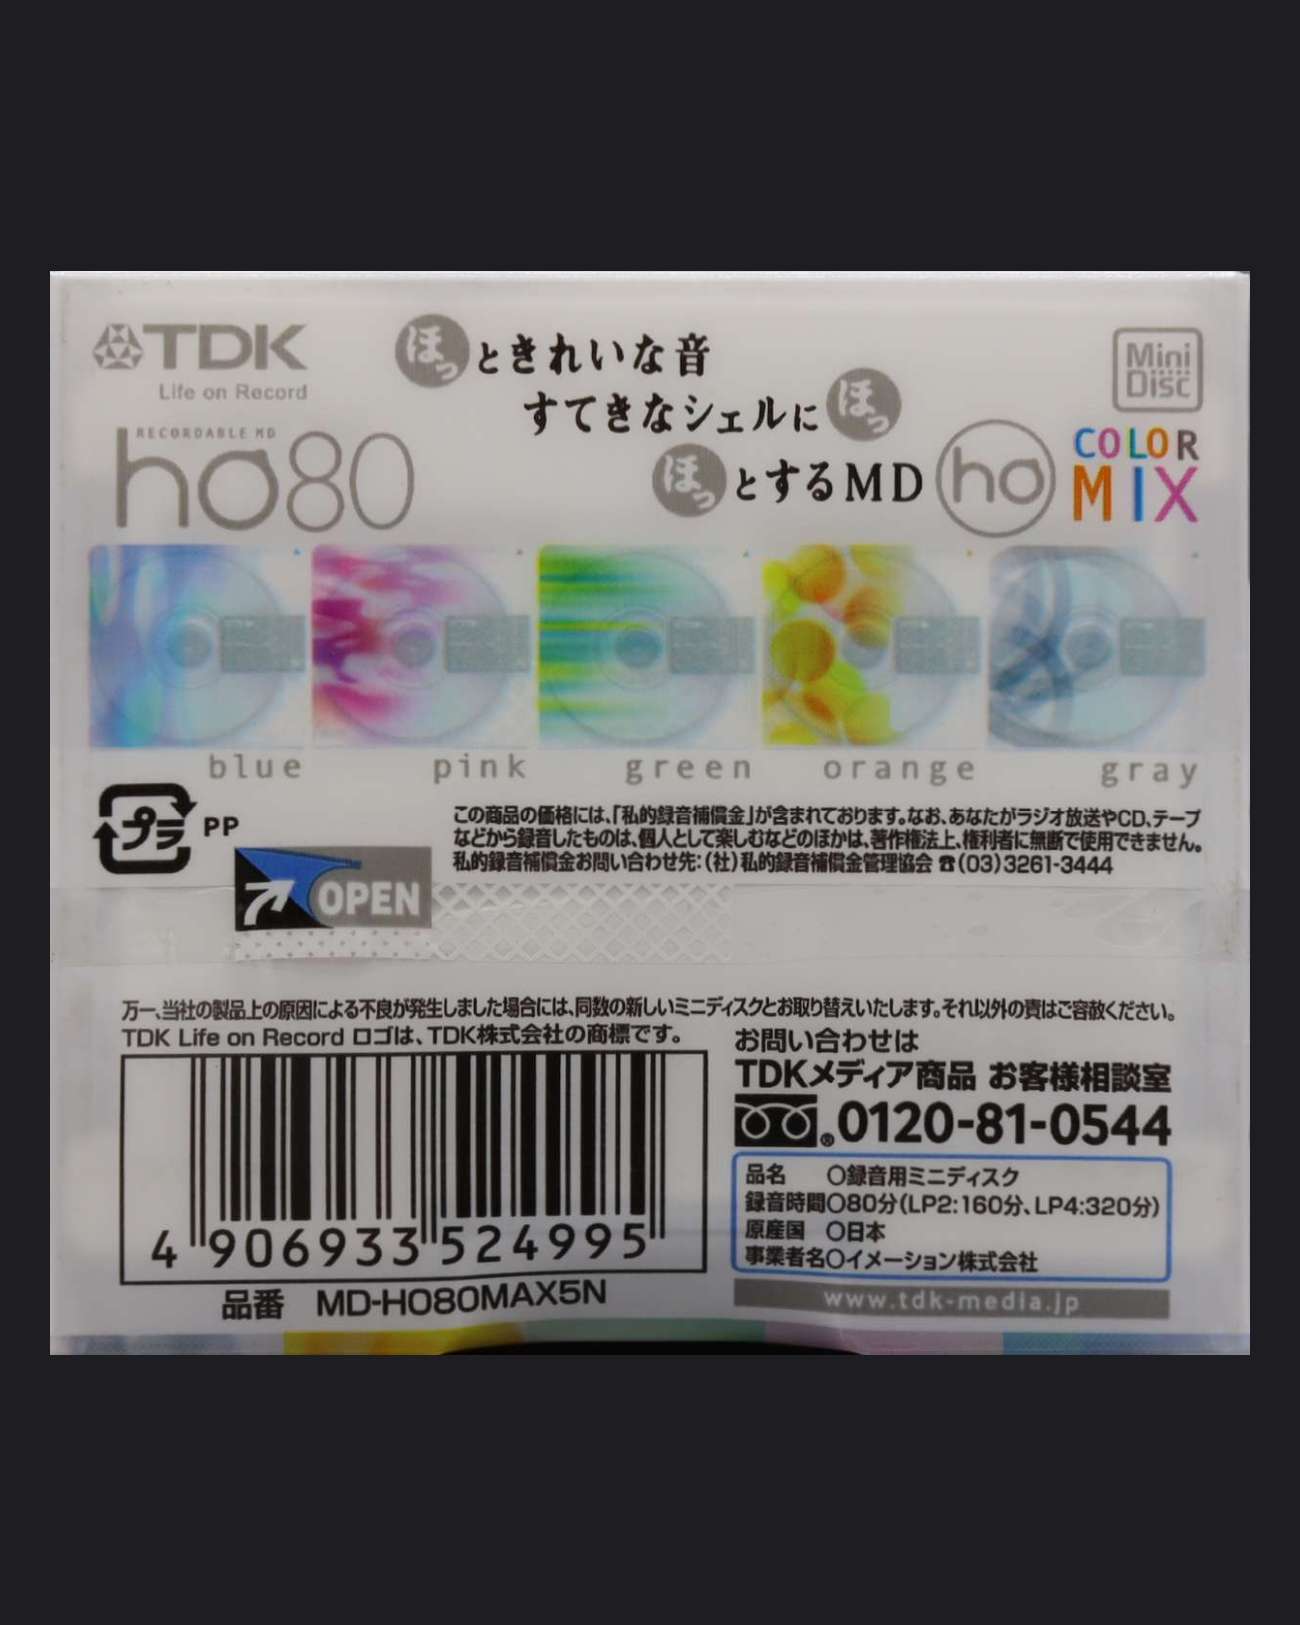 TDK
Life on Record
ほっときれいな音
すてきなシェルにほっ
ほっとするMD
ho
Mini
Disc
COLOR
MIX
RECORDABLE MD
ho80
blue pink green orange gray
プラ PP
この商品の価格には、「私的録音補償金」が含まれております。なお、あなたがラジオ放送やCD、テープ
などから録音したものは、個人として楽しむなどのほかは、著作権法上、権利者に無断で使用できません。
私的録音補償金お問い合わせ先：（社）私的録音補償金管理協会 ☎（03）3261-3444
OPEN
万一、当社の製品上の原因による不良が発生しました場合には、同数の新しいミニディスクとお取り替えいたします。それ以外の責はご容赦ください。
TDK Life on Record ロゴは、TDK株式会社の商標です。
4 906933 524995
品番 MD-HO80MAX5N
お問い合わせは
TDKメディア商品 お客様相談室
®0120-81-0544
品名 ○録音用ミニディスク
録音時間○80分（LP2：160分、LP4：320分）
原産国 ○日本
事業者名○イメーション株式会社
www.tdk-media.jp